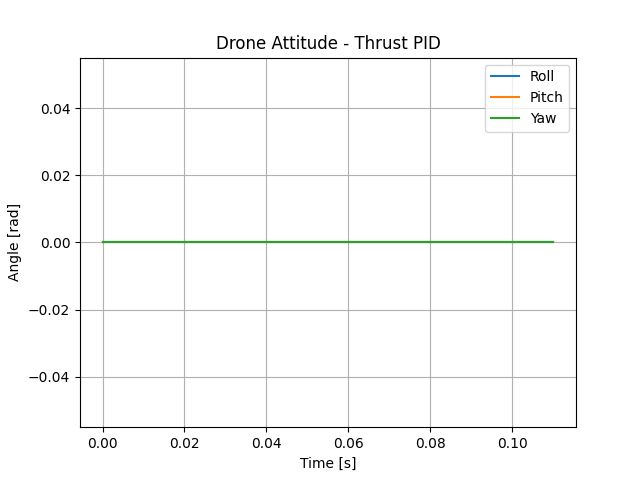 Drone Attitude - Thrust PID
Roll
Pitch
Yaw
0.04
0.02
0.00
−0.02
−0.04
Angle [rad]
0.00 0.02 0.04 0.06 0.08 0.10
Time [s]